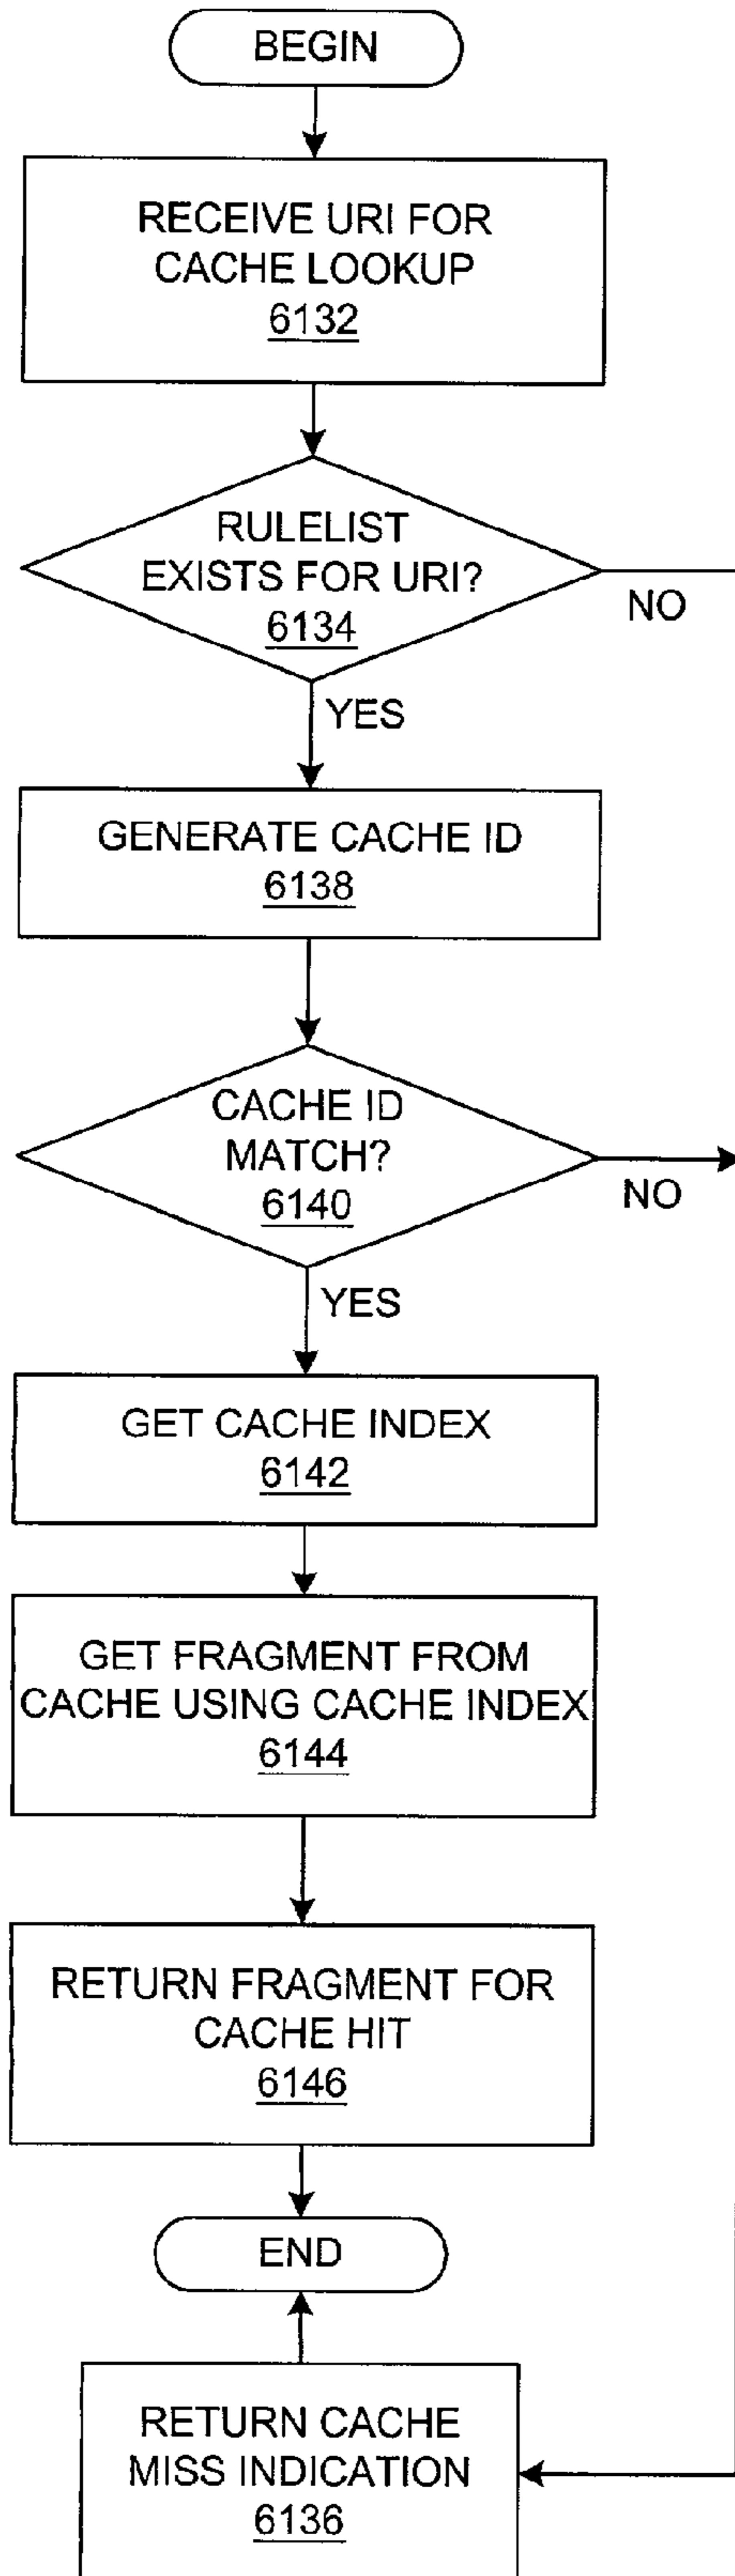 BEGIN
RECEIVE URI FOR
CACHE LOOKUP
6132
RULELIST
EXISTS FOR URI?
6134
NO
YES
GENERATE CACHE ID
6138
CACHE ID
MATCH?
6140
NO
YES
GET CACHE INDEX
6142
GET FRAGMENT FROM
CACHE USING CACHE INDEX
6144
RETURN FRAGMENT FOR
CACHE HIT
6146
END
RETURN CACHE
MISS INDICATION
6136